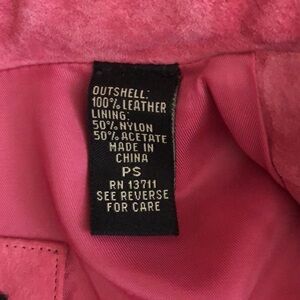 OUTSHELL:
100% LEATHER
LINING:
50% NYLON
50% ACETATE
MADE IN
CHINA
PS
RN 13711
SEE REVERSE
FOR CARE